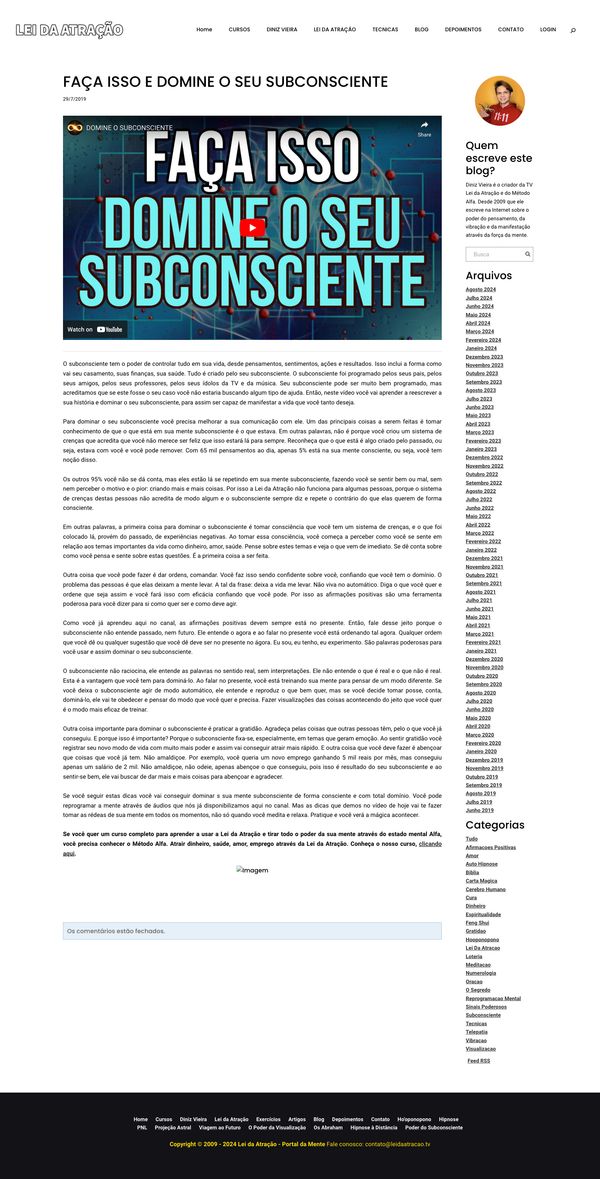 LEI DA ATRAÇÃO
Home CURSOS DINIZ VIEIRA LEI DA ATRAÇÃO TECNICAS BLOG DEPOIMENTOS CONTATO LOGIN
FAÇA ISSO E DOMINE O SEU SUBCONSCIENTE
29/7/2019
DOMINE O SUBCONSCIENTE
Share
FAÇA ISSO
DOMINE O SEU
SUBCONSCIENTE
Watch on YouTube
O subconsciente tem o poder de controlar tudo em sua vida, desde pensamentos, sentimentos, ações e resultados. Isso inclui a forma como
vai seu casamento, suas finanças, sua saúde. Tudo é criado pelo seu subconsciente. O subconsciente foi programado pelos seus pais, pelos
seus amigos, pelos seus professores, pelos seus ídolos da TV e da música. Seu subconsciente pode ser muito bem programado, mas
acreditamos que se este fosse o seu caso você não estaria buscando algum tipo de ajuda. Então, neste vídeo você vai aprender a reescrever a
sua história e dominar o seu subconsciente, para assim ser capaz de manifestar a vida que você tanto deseja.
Para dominar o seu subconsciente você precisa melhorar a sua comunicação com ele. Um das principais coisas a serem feitas é tomar
conhecimento de que o que está em sua mente subconsciente é o que estava. Em outras palavras, não é porque você criou um sistema de
crenças que acredita que você não merece ser feliz que isso estará lá para sempre. Reconheça que o que está é algo criado pelo passado, ou
seja, estava com você e você pode remover. Com 65 mil pensamentos ao dia, apenas 5% está na sua mente consciente, ou seja, você tem
noção disso.
Os outros 95% você não se dá conta, mas eles estão lá se repetindo em sua mente subconsciente, fazendo você se sentir bem ou mal, sem
nem perceber o motivo e o pior: criando mais e mais coisas. Por isso a Lei da Atração não funciona para algumas pessoas, porque o sistema
de crenças destas pessoas não acredita de modo algum e o subconsciente sempre diz e repete o contrário do que elas querem de forma
consciente.
Em outras palavras, a primeira coisa para dominar o subconsciente é tomar consciência que você tem um sistema de crenças, e o que foi
colocado lá, provém do passado, de experiências negativas. Ao tomar essa consciência, você começa a perceber como você se sente em
relação aos temas importantes da vida como dinheiro, amor, saúde. Pense sobre estes temas e veja o que vem de imediato. Se dê conta sobre
como você pensa e sente sobre estas questões. É a primeira coisa a ser feita.
Outra coisa que você pode fazer é dar ordens, comandar. Você faz isso sendo confidente sobre você, confiando que você tem o domínio. O
problema das pessoas é que elas deixam a mente levar. A tal da frase: deixa a vida me levar. Não viva no automático. Diga o que você quer e
ordene que seja assim e você fará isso com eficácia confiando que você pode. Por isso as afirmações positivas são uma ferramenta
poderosa para você dizer para si como quer ser e como deve agir.
Como você já aprendeu aqui no canal, as afirmações positivas devem sempre está no presente. Então, fale desse jeito porque o
subconsciente não entende passado, nem futuro. Ele entende o agora e ao falar no presente você está ordenando tal agora. Qualquer ordem
que você dê ou qualquer sugestão que você dê deve ser no presente no ágora. Eu sou, eu tenho, eu experimento. São palavras poderosas para
você usar e assim dominar o seu subconsciente.
O subconsciente não raciocina, ele entende as palavras no sentido real, sem interpretações. Ele não entende o que é real e o que não é real.
Esta é a vantagem que você tem para dominá-lo. Ao falar no presente, você está treinando sua mente para pensar de um modo diferente. Se
você deixa o subconsciente agir de modo automático, ele entende e reproduz o que bem quer, mas se você decide tomar posse, conta,
dominá-lo, ele vai te obedecer e pensar do modo que você quer e precisa. Fazer visualizações das coisas acontecendo do jeito que você quer
é o modo mais eficaz de treinar.
Outra coisa importante para dominar o subconsciente é praticar a gratidão. Agradeça pelas coisas que outras pessoas têm, pelo o que você já
conseguiu. E porque isso é importante? Porque o subconsciente fixa-se, especialmente, em temas que geram emoção. Ao sentir gratidão você
registrar seu novo modo de vida com muito mais poder e assim vai conseguir atrair mais rápido. E outra coisa que você deve fazer é abençoar
que coisas que você já tem. Não amaldiçoe. Por exemplo, você queria um novo emprego ganhando 5 mil reais por mês, mas conseguiu
apenas um salário de 2 mil. Não amaldiçoe, não odeie, apenas abençoe o que conseguiu, pois isso é resultado do seu subconsciente e ao
sentir-se bem, ele vai buscar de dar mais e mais coisas para abençoar e agradecer.
Se você seguir estas dicas você vai conseguir dominar s sua mente subconsciente de forma consciente e com total domínio. Você pode
reprogramar a mente através de áudios que nós já disponibilizamos aqui no canal. Mas as dicas que demos no vídeo de hoje vai te fazer
tomar as rédeas de sua mente em todos os momentos, não só quando você medita e relaxa. Pratique e você verá a mágica acontecer.
Se você quer um curso completo para aprender a usar a Lei da Atração e tirar todo o poder da sua mente através do estado mental Alfa,
você precisa conhecer o Método Alfa. Atrair dinheiro, saúde, amor, emprego através da Lei da Atração. Conheça o nosso curso, clicando
aqui.
Imagem
Os comentários estão fechados.
11:11
Quem
escreve este
blog?
Diniz Vieira é o criador da TV
Lei da Atração e do Método
Alfa. Desde 2009 que ele
escreve na Internet sobre o
poder do pensamento, da
vibração e da manifestação
através da força da mente.
Busca
Arquivos
Agosto 2024
Julho 2024
Junho 2024
Maio 2024
Abril 2024
Março 2024
Fevereiro 2024
Janeiro 2024
Dezembro 2023
Novembro 2023
Outubro 2023
Setembro 2023
Agosto 2023
Julho 2023
Junho 2023
Maio 2023
Abril 2023
Março 2023
Fevereiro 2023
Janeiro 2023
Dezembro 2022
Novembro 2022
Outubro 2022
Setembro 2022
Agosto 2022
Julho 2022
Junho 2022
Maio 2022
Abril 2022
Março 2022
Fevereiro 2022
Janeiro 2022
Dezembro 2021
Novembro 2021
Outubro 2021
Setembro 2021
Agosto 2021
Julho 2021
Junho 2021
Maio 2021
Abril 2021
Março 2021
Fevereiro 2021
Janeiro 2021
Dezembro 2020
Novembro 2020
Outubro 2020
Setembro 2020
Agosto 2020
Julho 2020
Junho 2020
Maio 2020
Abril 2020
Março 2020
Fevereiro 2020
Janeiro 2020
Dezembro 2019
Novembro 2019
Outubro 2019
Setembro 2019
Agosto 2019
Julho 2019
Junho 2019
Categorias
Tudo
Afirmacoes Positivas
Amor
Auto Hipnose
Biblia
Carta Magica
Cerebro Humano
Cura
Dinheiro
Espiritualidade
Feng Shui
Gratidao
Hooponopono
Lei Da Atracao
Loteria
Meditacao
Numerologia
Oracao
O Segredo
Reprogramacao Mental
Sinais Poderosos
Subconsciente
Tecnicas
Telepatia
Vibracao
Visualizacao
Feed RSS
Home Cursos Diniz Vieira Lei da Atração Exercícios Artigos Blog Depoimentos Contato Ho'oponopono Hipnose
PNL Projeção Astral Viagem ao Futuro O Poder da Visualização Os Abraham Hipnose à Distância Poder do Subconsciente
Copyright © 2009 - 2024 Lei da Atração - Portal da Mente Fale conosco: contato@leidaatracao.tv